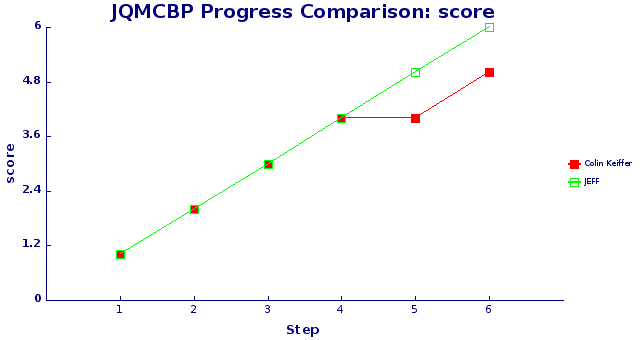 JQMCBP Progress Comparison: score
6
4.8
3.6
2.4
1.2
0
score
1 2 3 4 5 6
Step
Colin Keiffer
JEFF